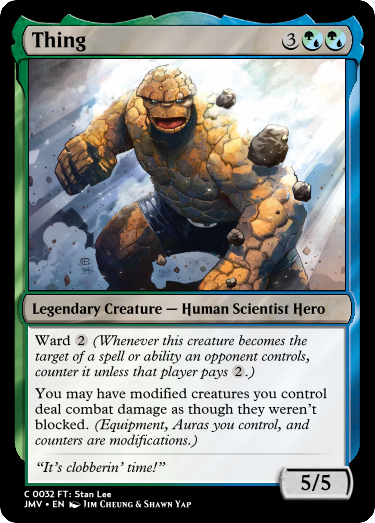 Thing 3
Legendary Creature — Human Scientist Hero
Ward 2 (Whenever this creature becomes the
target of a spell or ability an opponent controls,
counter it unless that player pays 2.)
You may have modified creatures you control
deal combat damage as though they weren't
blocked. (Equipment, Auras you control, and
counters are modifications.)
“It's clobberin' time!”
5/5
C 0032 FT: Stan Lee
JMV • EN Jim Cheung & Shawn Yap